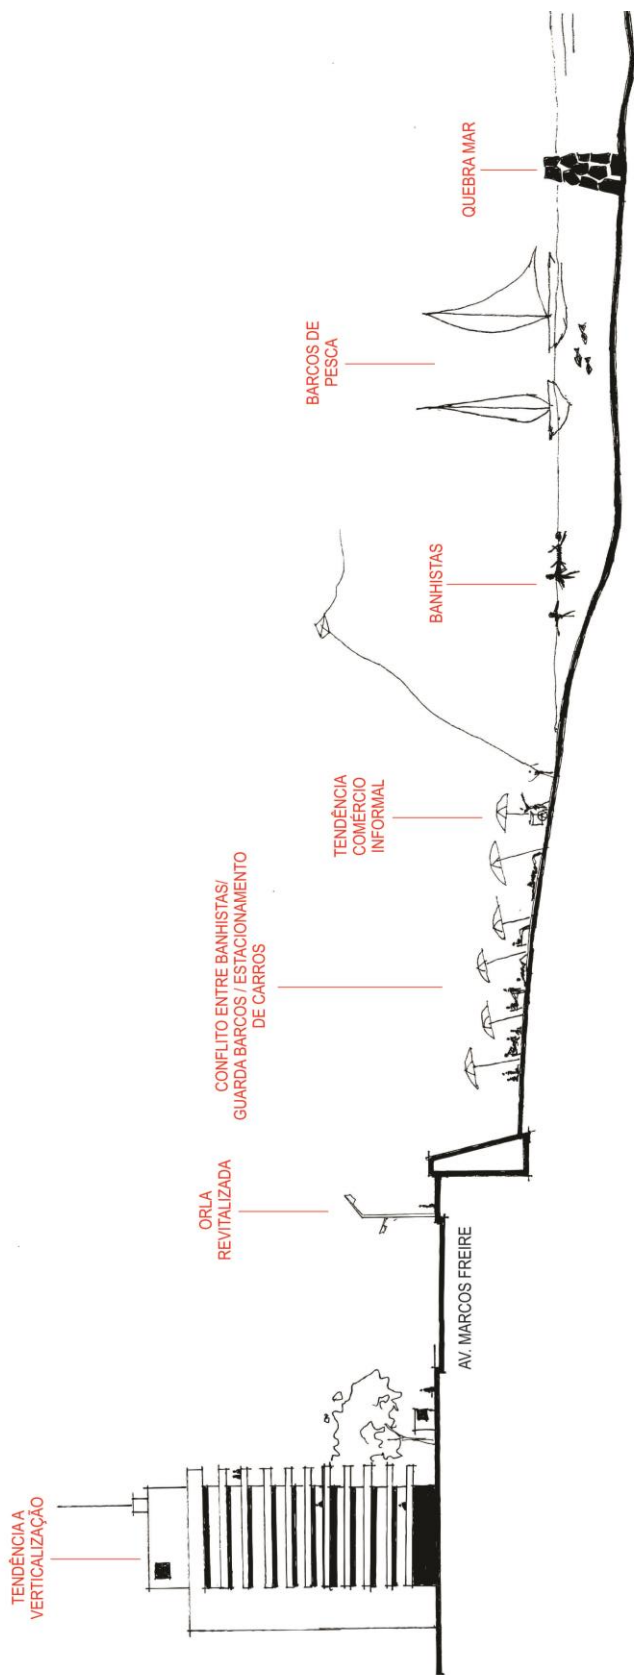 TENDÊNCIA A
VERTICALIZAÇÃO
ORLA
REVITALIZADA
AV. MARCOS FREIRE
CONFLITO ENTRE BANHISTAS/
GUARDA BARCOS / ESTACIONAMENTO
DE CARROS
TENDÊNCIA
COMÉRCIO
INFORMAL
BANHISTAS
BARCOS DE
PESCA
QUEBRA MAR